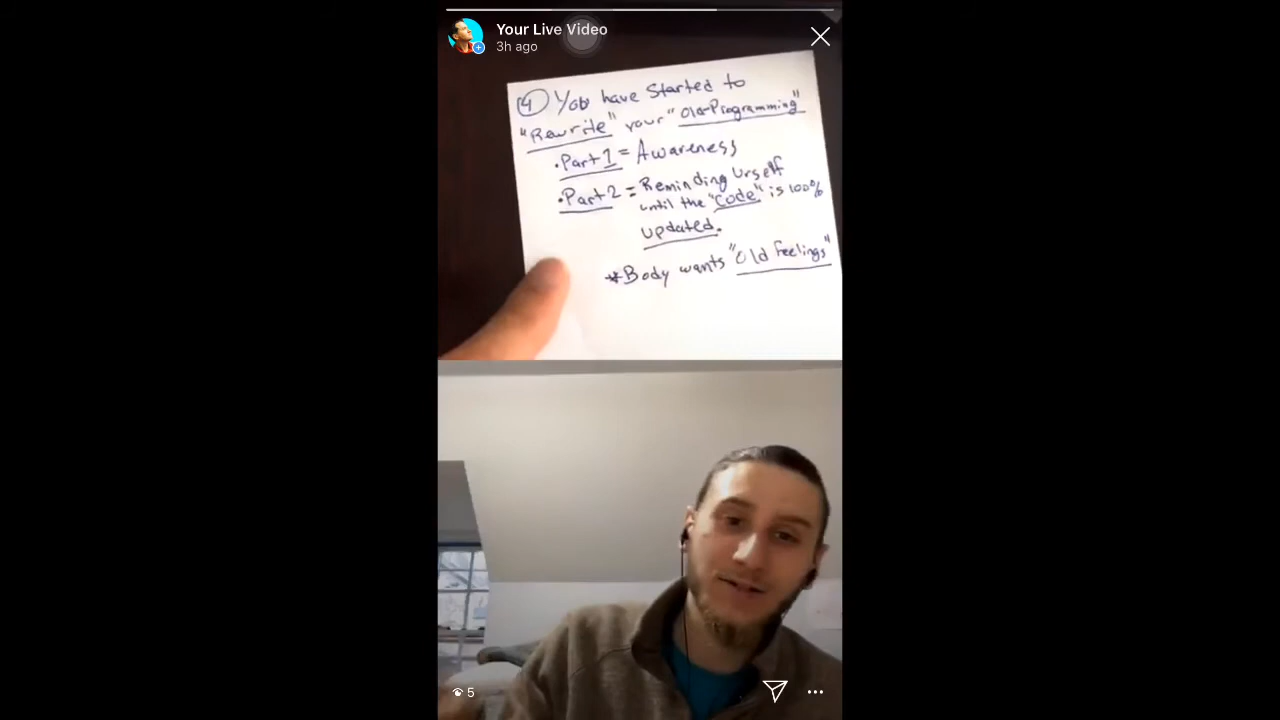 Your Live Video
3h ago
14 You have Started to
"Rewrite" your "Old-Programming"
• Part 1 = Awareness
• Part 2 = Reminding Urself
until the "Code" is 100%
updated.
* Body wants "Old feelings"
5